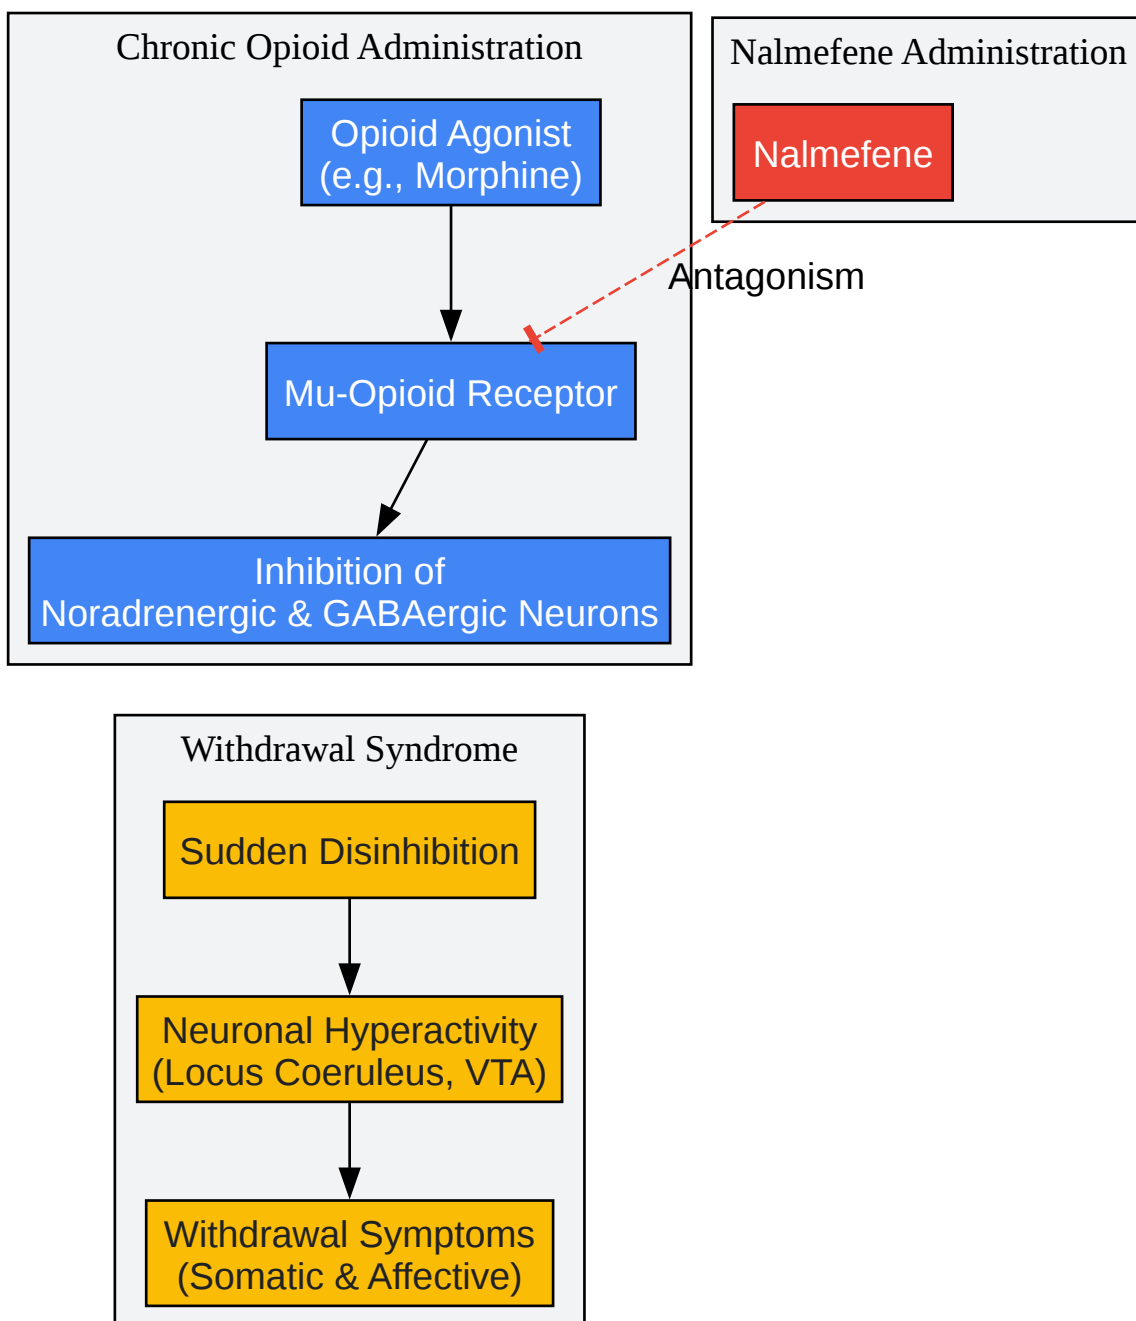 Chronic Opioid Administration
Opioid Agonist
(e.g., Morphine)
Mu-Opioid Receptor
Inhibition of
Noradrenergic & GABAergic Neurons
Nalmefene Administration
Nalmefene
Antagonism
Withdrawal Syndrome
Sudden Disinhibition
Neuronal Hyperactivity
(Locus Coeruleus, VTA)
Withdrawal Symptoms
(Somatic & Affective)